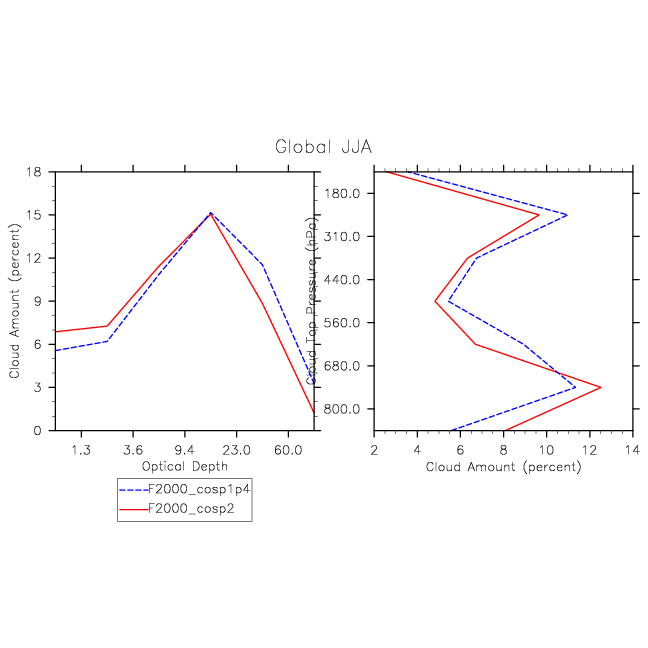 Global JJA
Cloud Amount (percent)
18
15
12
9
6
3
0
1.3 3.6 9.4 23.0 60.0
Optical Depth
Cloud Top Pressure (hPa)
180.0
310.0
440.0
560.0
680.0
800.0
2 4 6 8 10 12 14
Cloud Amount (percent)
F2000_cosp1p4
F2000_cosp2